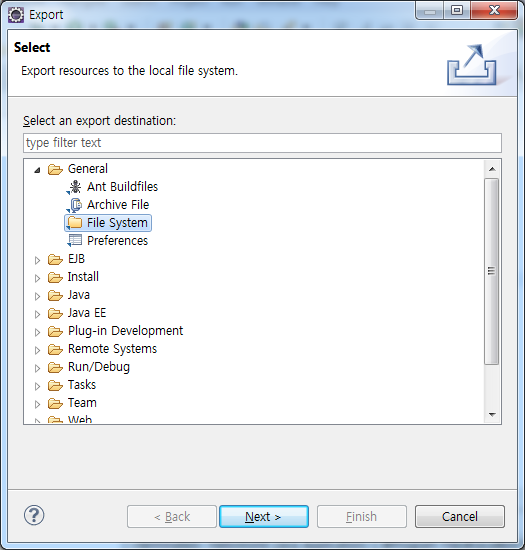 Export
Select
Export resources to the local file system.
Select an export destination:
type filter text
General
Ant Buildfiles
Archive File
File System
Preferences
EJB
Install
Java
Java EE
Plug-in Development
Remote Systems
Run/Debug
Tasks
Team
Web
< Back Next > Finish Cancel